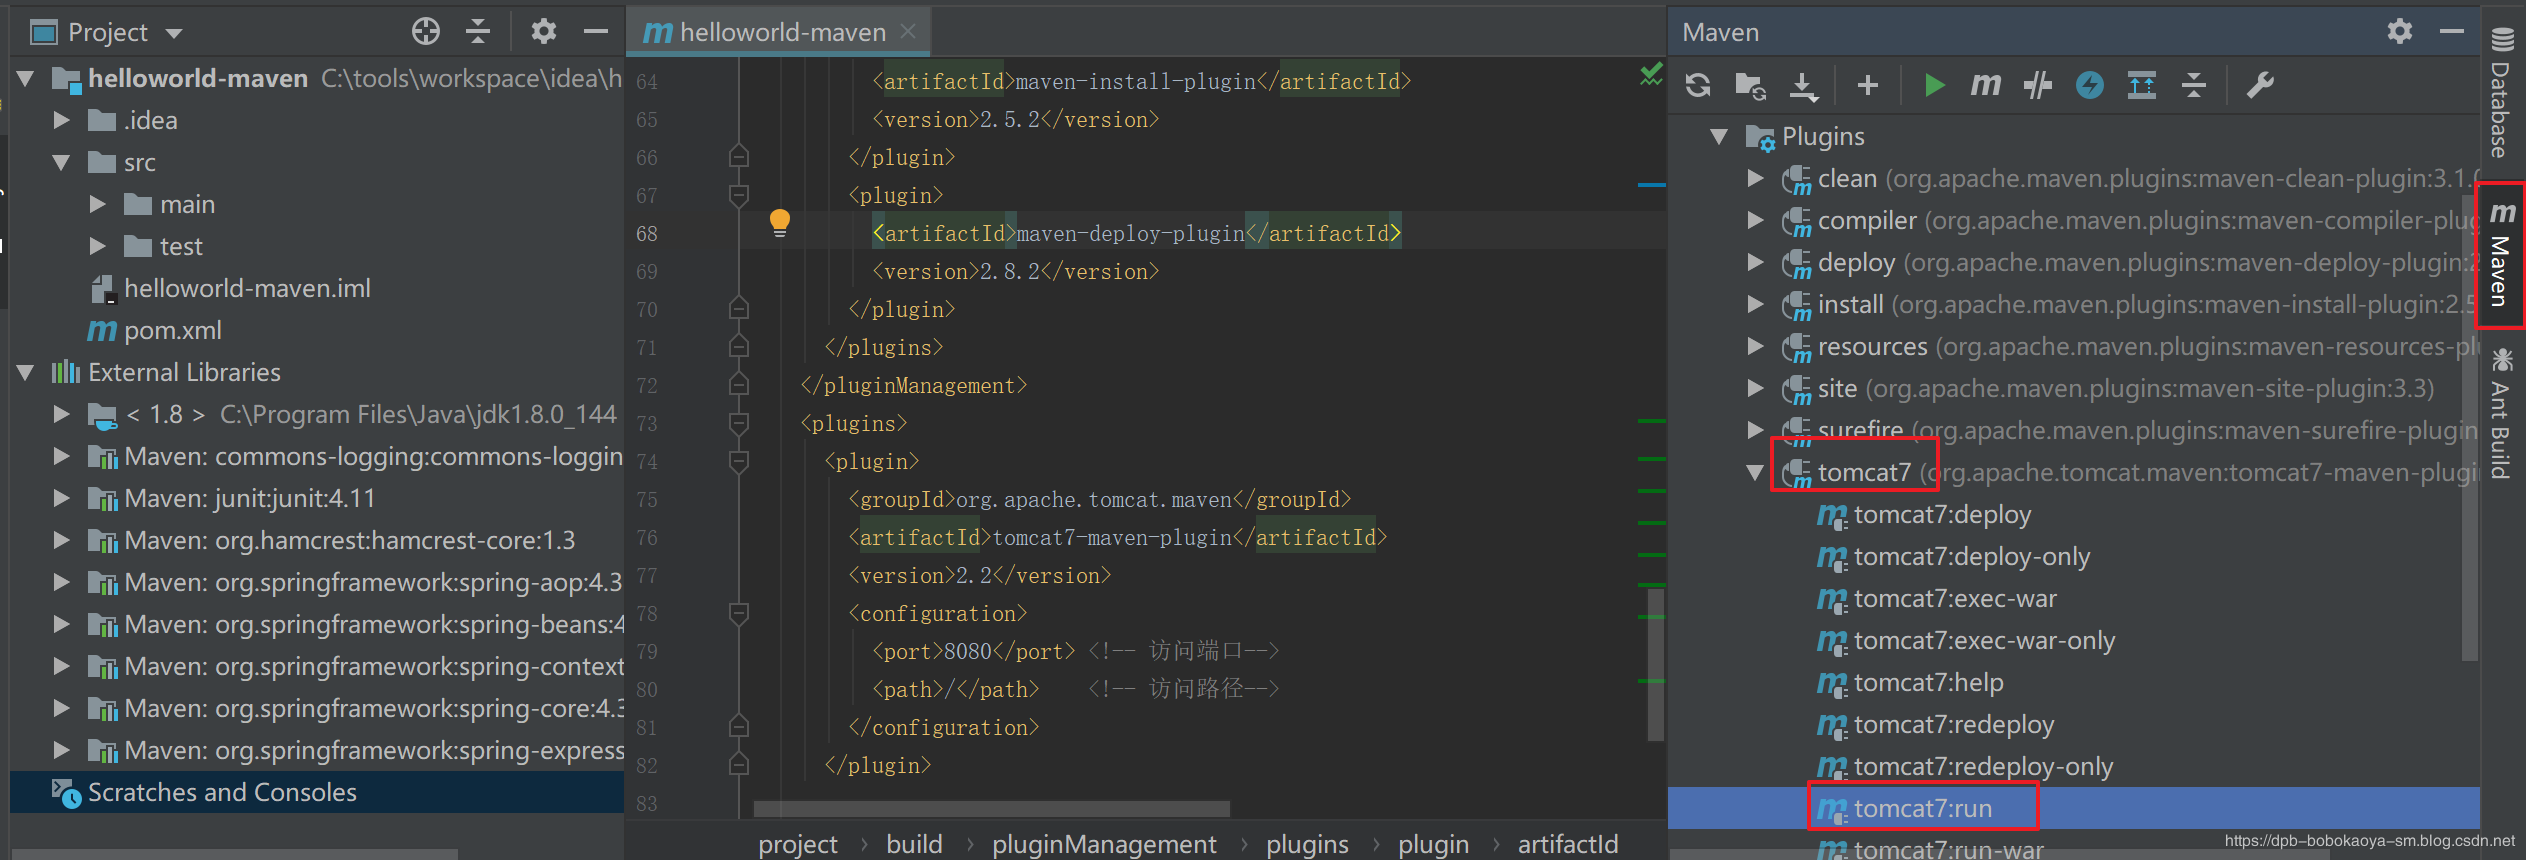 Project
helloworld-maven C:\tools\workspace\idea\h
.idea
src
main
test
helloworld-maven.iml
pom.xml
External Libraries
< 1.8 > C:\Program Files\Java\jdk1.8.0_144
Maven: commons-logging:commons-loggin
Maven: junit:junit:4.11
Maven: org.hamcrest:hamcrest-core:1.3
Maven: org.springframework:spring-aop:4.3
Maven: org.springframework:spring-beans:4
Maven: org.springframework:spring-context
Maven: org.springframework:spring-core:4.3
Maven: org.springframework:spring-express
Scratches and Consoles
helloworld-maven
64 <artifactId>maven-install-plugin</artifactId>
65 <version>2.5.2</version>
66 </plugin>
67 <plugin>
68 <artifactId>maven-deploy-plugin</artifactId>
69 <version>2.8.2</version>
70 </plugin>
71 </plugins>
72 </pluginManagement>
73 <plugins>
74 <plugin>
75 <groupId>org.apache.tomcat.maven</groupId>
76 <artifactId>tomcat7-maven-plugin</artifactId>
77 <version>2.2</version>
78 <configuration>
79 <port>8080</port> <!-- 访问端口-->
80 <path>/</path> <!-- 访问路径-->
81 </configuration>
82 </plugin>
83
project › build › pluginManagement › plugins › plugin › artifactId
Maven
Plugins
clean (org.apache.maven.plugins:maven-clean-plugin:3.1.0
compiler (org.apache.maven.plugins:maven-compiler-plug
deploy (org.apache.maven.plugins:maven-deploy-plugin:2
install (org.apache.maven.plugins:maven-install-plugin:2.5
resources (org.apache.maven.plugins:maven-resources-pl
site (org.apache.maven.plugins:maven-site-plugin:3.3)
surefire (org.apache.maven.plugins:maven-surefire-plugin
tomcat7 (org.apache.tomcat.maven:tomcat7-maven-plugi
tomcat7:deploy
tomcat7:deploy-only
tomcat7:exec-war
tomcat7:exec-war-only
tomcat7:help
tomcat7:redeploy
tomcat7:redeploy-only
tomcat7:run
tomcat7:run-war
Database
Maven
Ant Build
https://dpb-bobokaoya-sm.blog.csdn.net